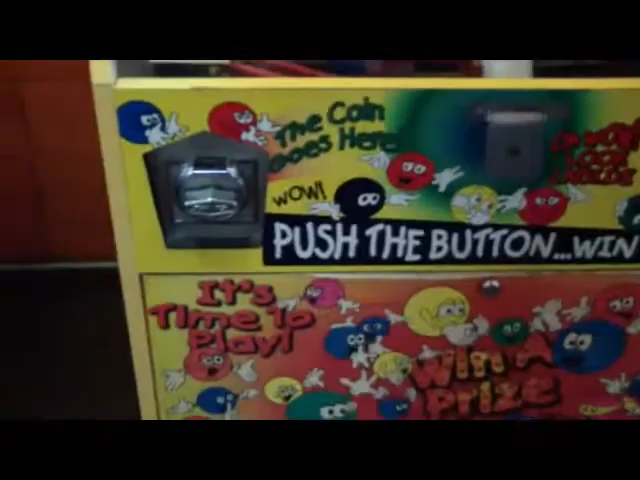 The Coin
Goes Here
WOW!
PUSH THE BUTTON...WIN
It's
Time To
Play!
Win A
Prize